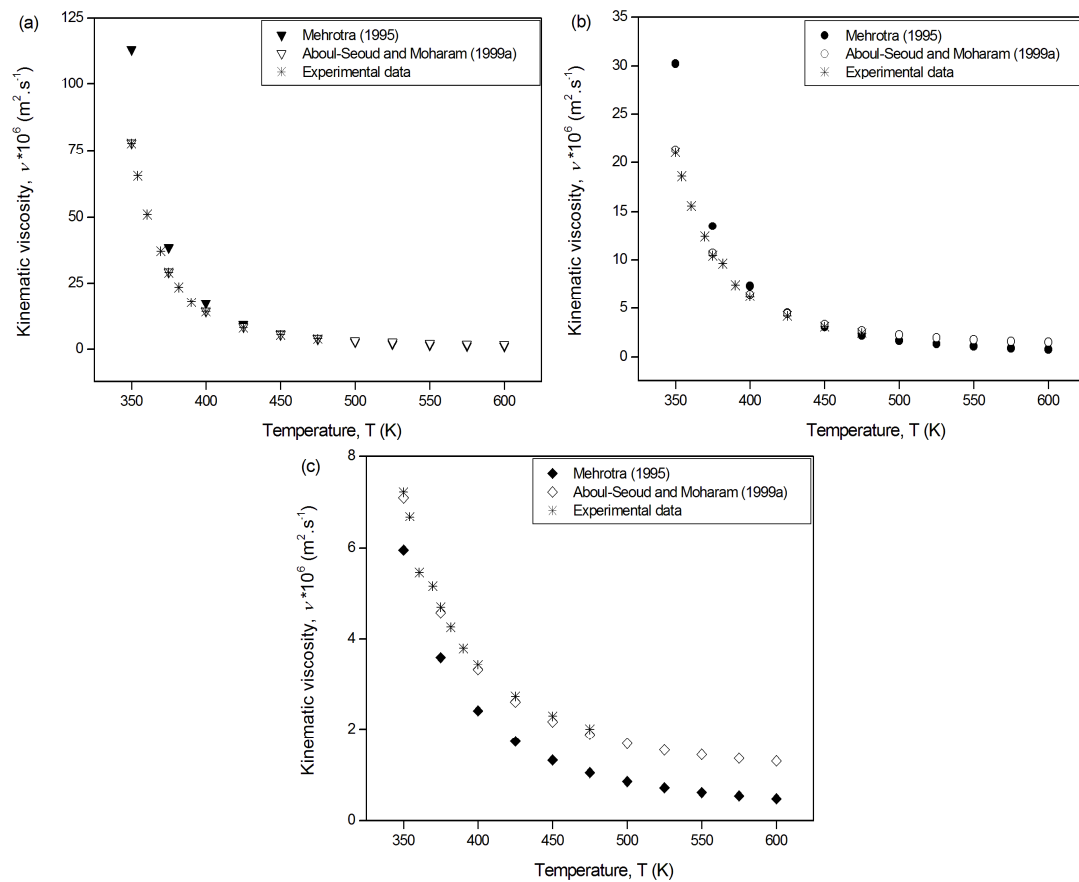 (a)
Mehrotra (1995)
Aboul-Seoud and Moharam (1999a)
Experimental data
125
100
75
50
25
0
Kinematic viscosity, ν*10⁶ (m².s⁻¹)
350 400 450 500 550 600
Temperature, T (K)
(b)
Mehrotra (1995)
Aboul-Seoud and Moharam (1999a)
Experimental data
35
30
25
20
15
10
5
0
Kinematic viscosity, ν*10⁶ (m².s⁻¹)
350 400 450 500 550 600
Temperature, T (K)
(c)
Mehrotra (1995)
Aboul-Seoud and Moharam (1999a)
Experimental data
8
6
4
2
0
Kinematic viscosity, ν*10⁶ (m².s⁻¹)
350 400 450 500 550 600
Temperature, T (K)